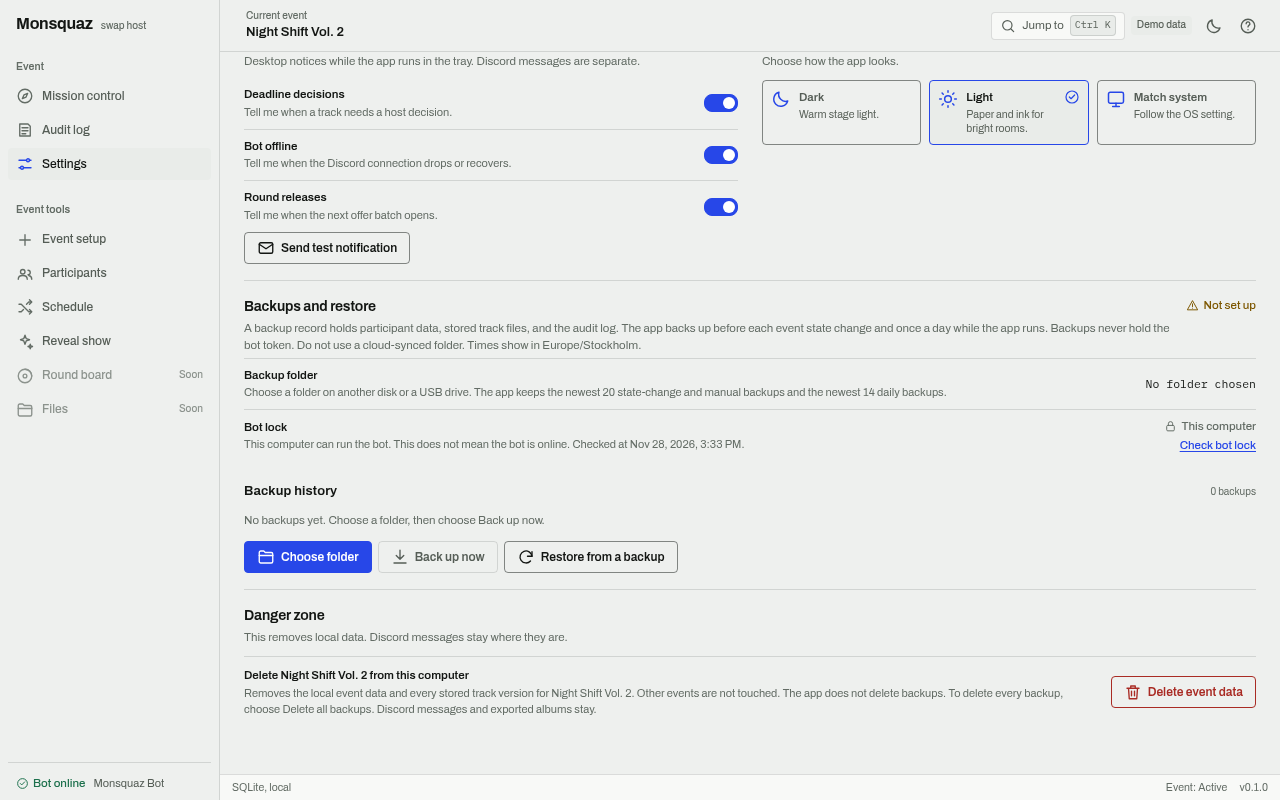 Monsquaz swap host
Event
Mission control
Audit log
Settings
Event tools
Event setup
Participants
Schedule
Reveal show
Round board Soon
Files Soon
Bot online Monsquaz Bot
Current event
Night Shift Vol. 2
Jump to Ctrl K
Demo data
Desktop notices while the app runs in the tray. Discord messages are separate.
Deadline decisions
Tell me when a track needs a host decision.
Bot offline
Tell me when the Discord connection drops or recovers.
Round releases
Tell me when the next offer batch opens.
Send test notification
Choose how the app looks.
Dark
Warm stage light.
Light
Paper and ink for
bright rooms.
Match system
Follow the OS setting.
Backups and restore
Not set up
A backup record holds participant data, stored track files, and the audit log. The app backs up before each event state change and once a day while the app runs. Backups never hold the
bot token. Do not use a cloud-synced folder. Times show in Europe/Stockholm.
Backup folder
Choose a folder on another disk or a USB drive. The app keeps the newest 20 state-change and manual backups and the newest 14 daily backups.
No folder chosen
Bot lock
This computer can run the bot. This does not mean the bot is online. Checked at Nov 28, 2026, 3:33 PM.
This computer
Check bot lock
Backup history
0 backups
No backups yet. Choose a folder, then choose Back up now.
Choose folder
Back up now
Restore from a backup
Danger zone
This removes local data. Discord messages stay where they are.
Delete Night Shift Vol. 2 from this computer
Removes the local event data and every stored track version for Night Shift Vol. 2. Other events are not touched. The app does not delete backups. To delete every backup,
choose Delete all backups. Discord messages and exported albums stay.
Delete event data
SQLite, local
Event: Active v0.1.0